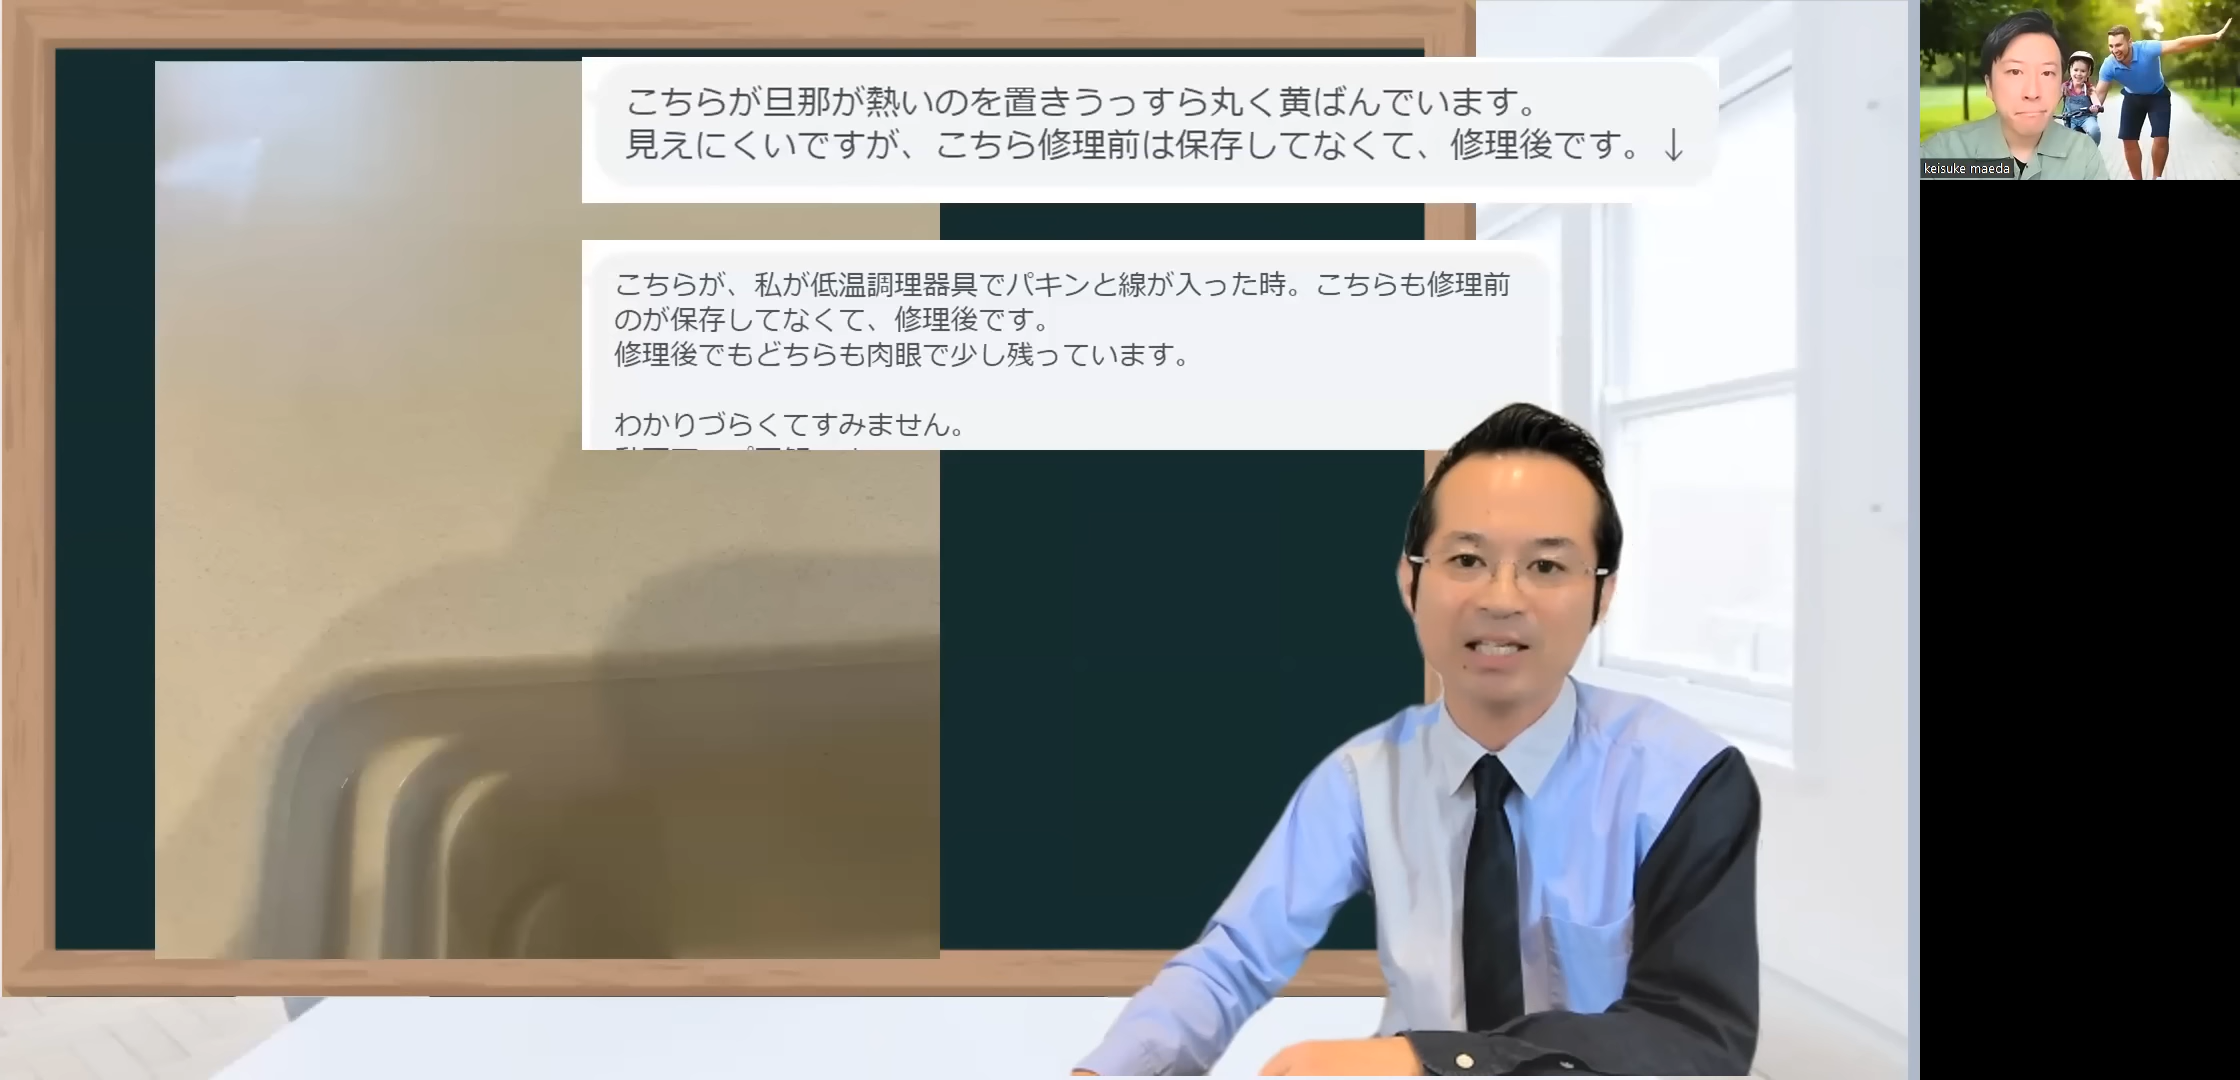 こちらが旦那が熱いのを置きうっすら丸く黄ばんでいます。
見えにくいですが、こちら修理前は保存してなくて、修理後です。↓
こちらが、私が低温調理器具でパキンと線が入った時。こちらも修理前
のが保存してなくて、修理後です。
修理後でもどちらも肉眼で少し残っています。
わかりづらくてすみません。
keisuke maeda